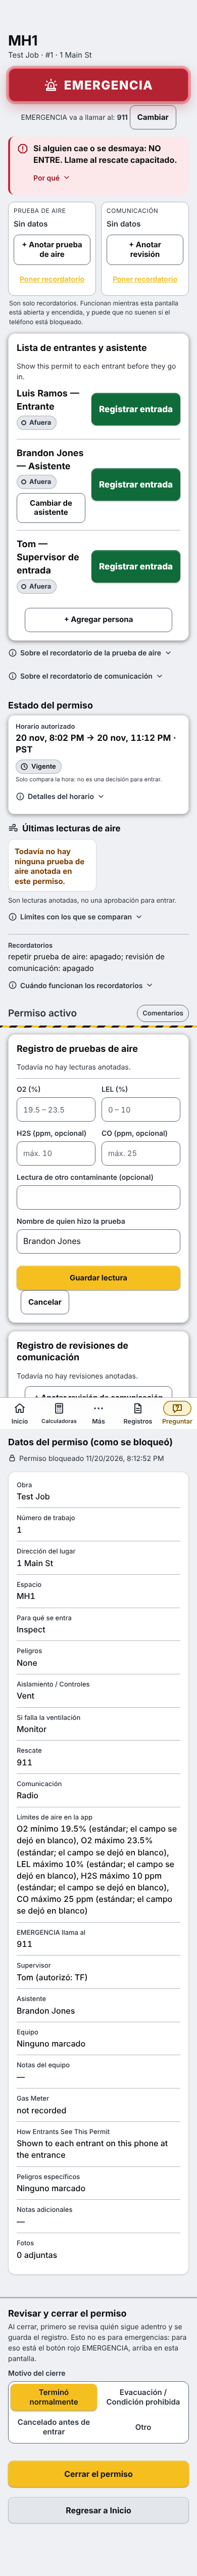 MH1
Test Job · #1 · 1 Main St
EMERGENCIA
EMERGENCIA va a llamar al: 911
Cambiar
Si alguien cae o se desmaya: NO
ENTRE. Llame al rescate capacitado.
Por qué
PRUEBA DE AIRE
Sin datos
+ Anotar prueba
de aire
Poner recordatorio
COMUNICACIÓN
Sin datos
+ Anotar
revisión
Poner recordatorio
Son solo recordatorios. Funcionan mientras esta pantalla
está abierta y encendida, y puede que no suenen si el
teléfono está bloqueado.
Lista de entrantes y asistente
Show this permit to each entrant before they go
in.
Luis Ramos —
Entrante
Afuera
Registrar entrada
Brandon Jones
— Asistente
Afuera
Cambiar de
asistente
Registrar entrada
Tom —
Supervisor de
entrada
Afuera
Registrar entrada
+ Agregar persona
Sobre el recordatorio de la prueba de aire
Sobre el recordatorio de comunicación
Estado del permiso
Horario autorizado
20 nov, 8:02 PM → 20 nov, 11:12 PM ·
PST
Vigente
Solo compara la hora: no es una decisión para entrar.
Detalles del horario
Últimas lecturas de aire
Todavía no hay
ninguna prueba de
aire anotada en
este permiso.
Son lecturas anotadas, no una aprobación para entrar.
Límites con los que se comparan
Recordatorios
repetir prueba de aire: apagado; revisión de
comunicación: apagado
Cuándo funcionan los recordatorios
Permiso activo
Comentarios
Registro de pruebas de aire
Todavía no hay lecturas anotadas.
O2 (%)
19.5 – 23.5
LEL (%)
0 – 10
H2S (ppm, opcional)
máx. 10
CO (ppm, opcional)
máx. 25
Lectura de otro contaminante (opcional)
Nombre de quien hizo la prueba
Brandon Jones
Guardar lectura
Cancelar
Registro de revisiones de
comunicación
Todavía no hay revisiones anotadas.
+ Anotar revisión de comunicación
Inicio
Calculadoras
Más
Registros
Preguntar
Datos del permiso (como se bloqueó)
Permiso bloqueado 11/20/2026, 8:12:52 PM
Obra
Test Job
Número de trabajo
1
Dirección del lugar
1 Main St
Espacio
MH1
Para qué se entra
Inspect
Peligros
None
Aislamiento / Controles
Vent
Si falla la ventilación
Monitor
Rescate
911
Comunicación
Radio
Límites de aire en la app
O2 mínimo 19.5% (estándar; el campo se
dejó en blanco), O2 máximo 23.5%
(estándar; el campo se dejó en blanco),
LEL máximo 10% (estándar; el campo se
dejó en blanco), H2S máximo 10 ppm
(estándar; el campo se dejó en blanco),
CO máximo 25 ppm (estándar; el campo
se dejó en blanco)
EMERGENCIA llama al
911
Supervisor
Tom (autorizó: TF)
Asistente
Brandon Jones
Equipo
Ninguno marcado
Notas del equipo
—
Gas Meter
not recorded
How Entrants See This Permit
Shown to each entrant on this phone at
the entrance
Peligros específicos
Ninguno marcado
Notas adicionales
—
Fotos
0 adjuntas
Revisar y cerrar el permiso
Al cerrar, primero se revisa quién sigue adentro y se
guarda el registro. Esto no es para emergencias: para
eso está el botón rojo EMERGENCIA, arriba en esta
pantalla.
Motivo del cierre
Terminó
normalmente
Evacuación /
Condición prohibida
Cancelado antes de
entrar
Otro
Cerrar el permiso
Regresar a Inicio